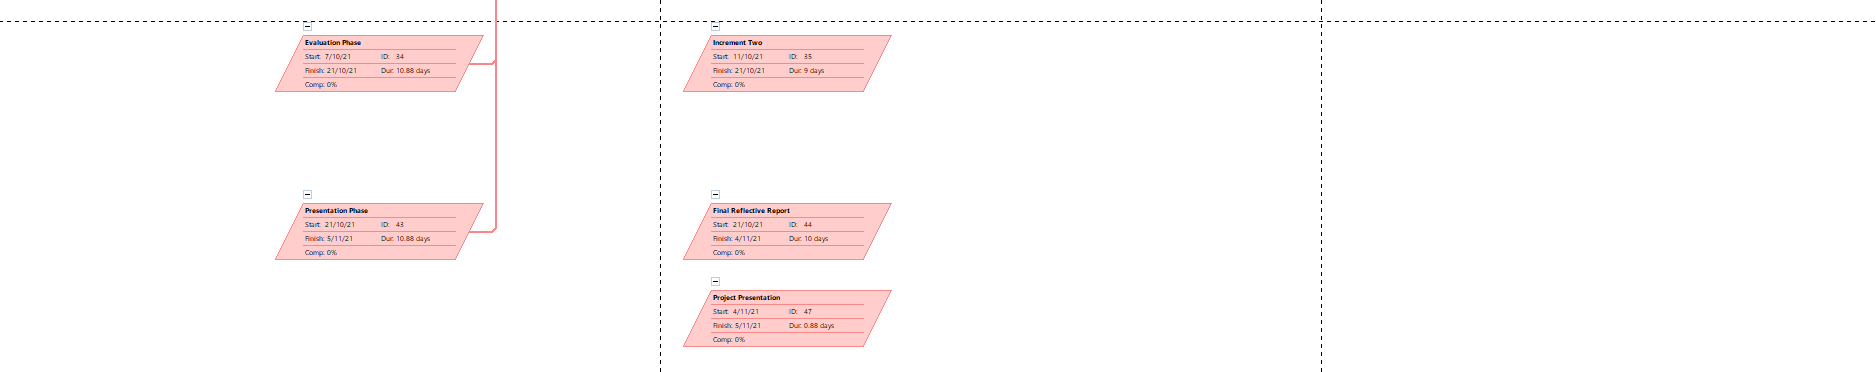 Evaluation Phase
Start: 7/10/21 ID: 34
Finish: 21/10/21 Dur: 10.88 days
Comp: 0%
Increment Two
Start: 11/10/21 ID: 35
Finish: 21/10/21 Dur: 9 days
Comp: 0%
Presentation Phase
Start: 21/10/21 ID: 43
Finish: 5/11/21 Dur: 10.88 days
Comp: 0%
Final Reflective Report
Start: 21/10/21 ID: 44
Finish: 4/11/21 Dur: 10 days
Comp: 0%
Project Presentation
Start: 4/11/21 ID: 47
Finish: 5/11/21 Dur: 0.88 days
Comp: 0%